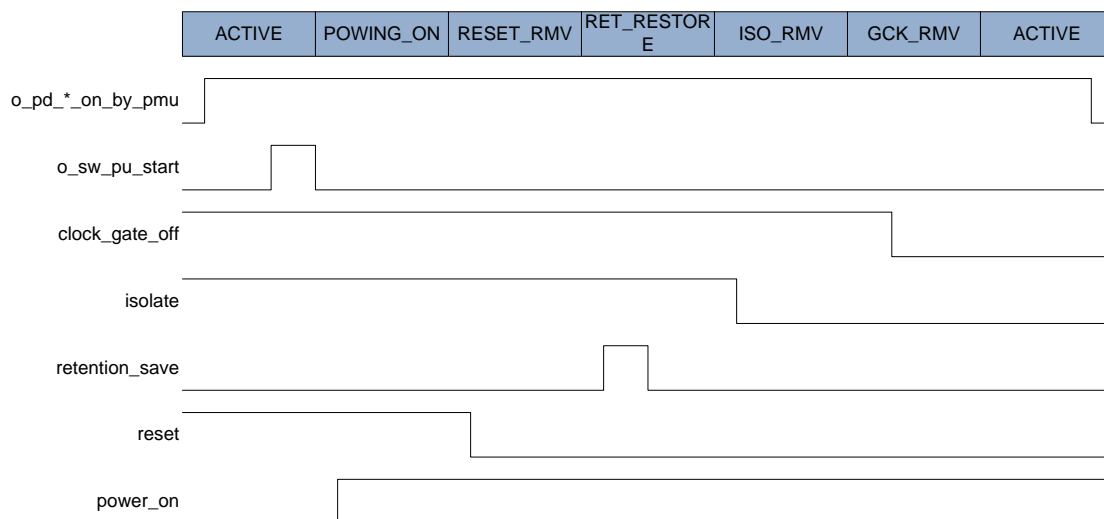 ACTIVE
POWING_ON
RESET_RMV
RET_RESTOR
E
ISO_RMV
GCK_RMV
ACTIVE
o_pd_*_on_by_pmu
o_sw_pu_start
clock_gate_off
isolate
retention_save
reset
power_on